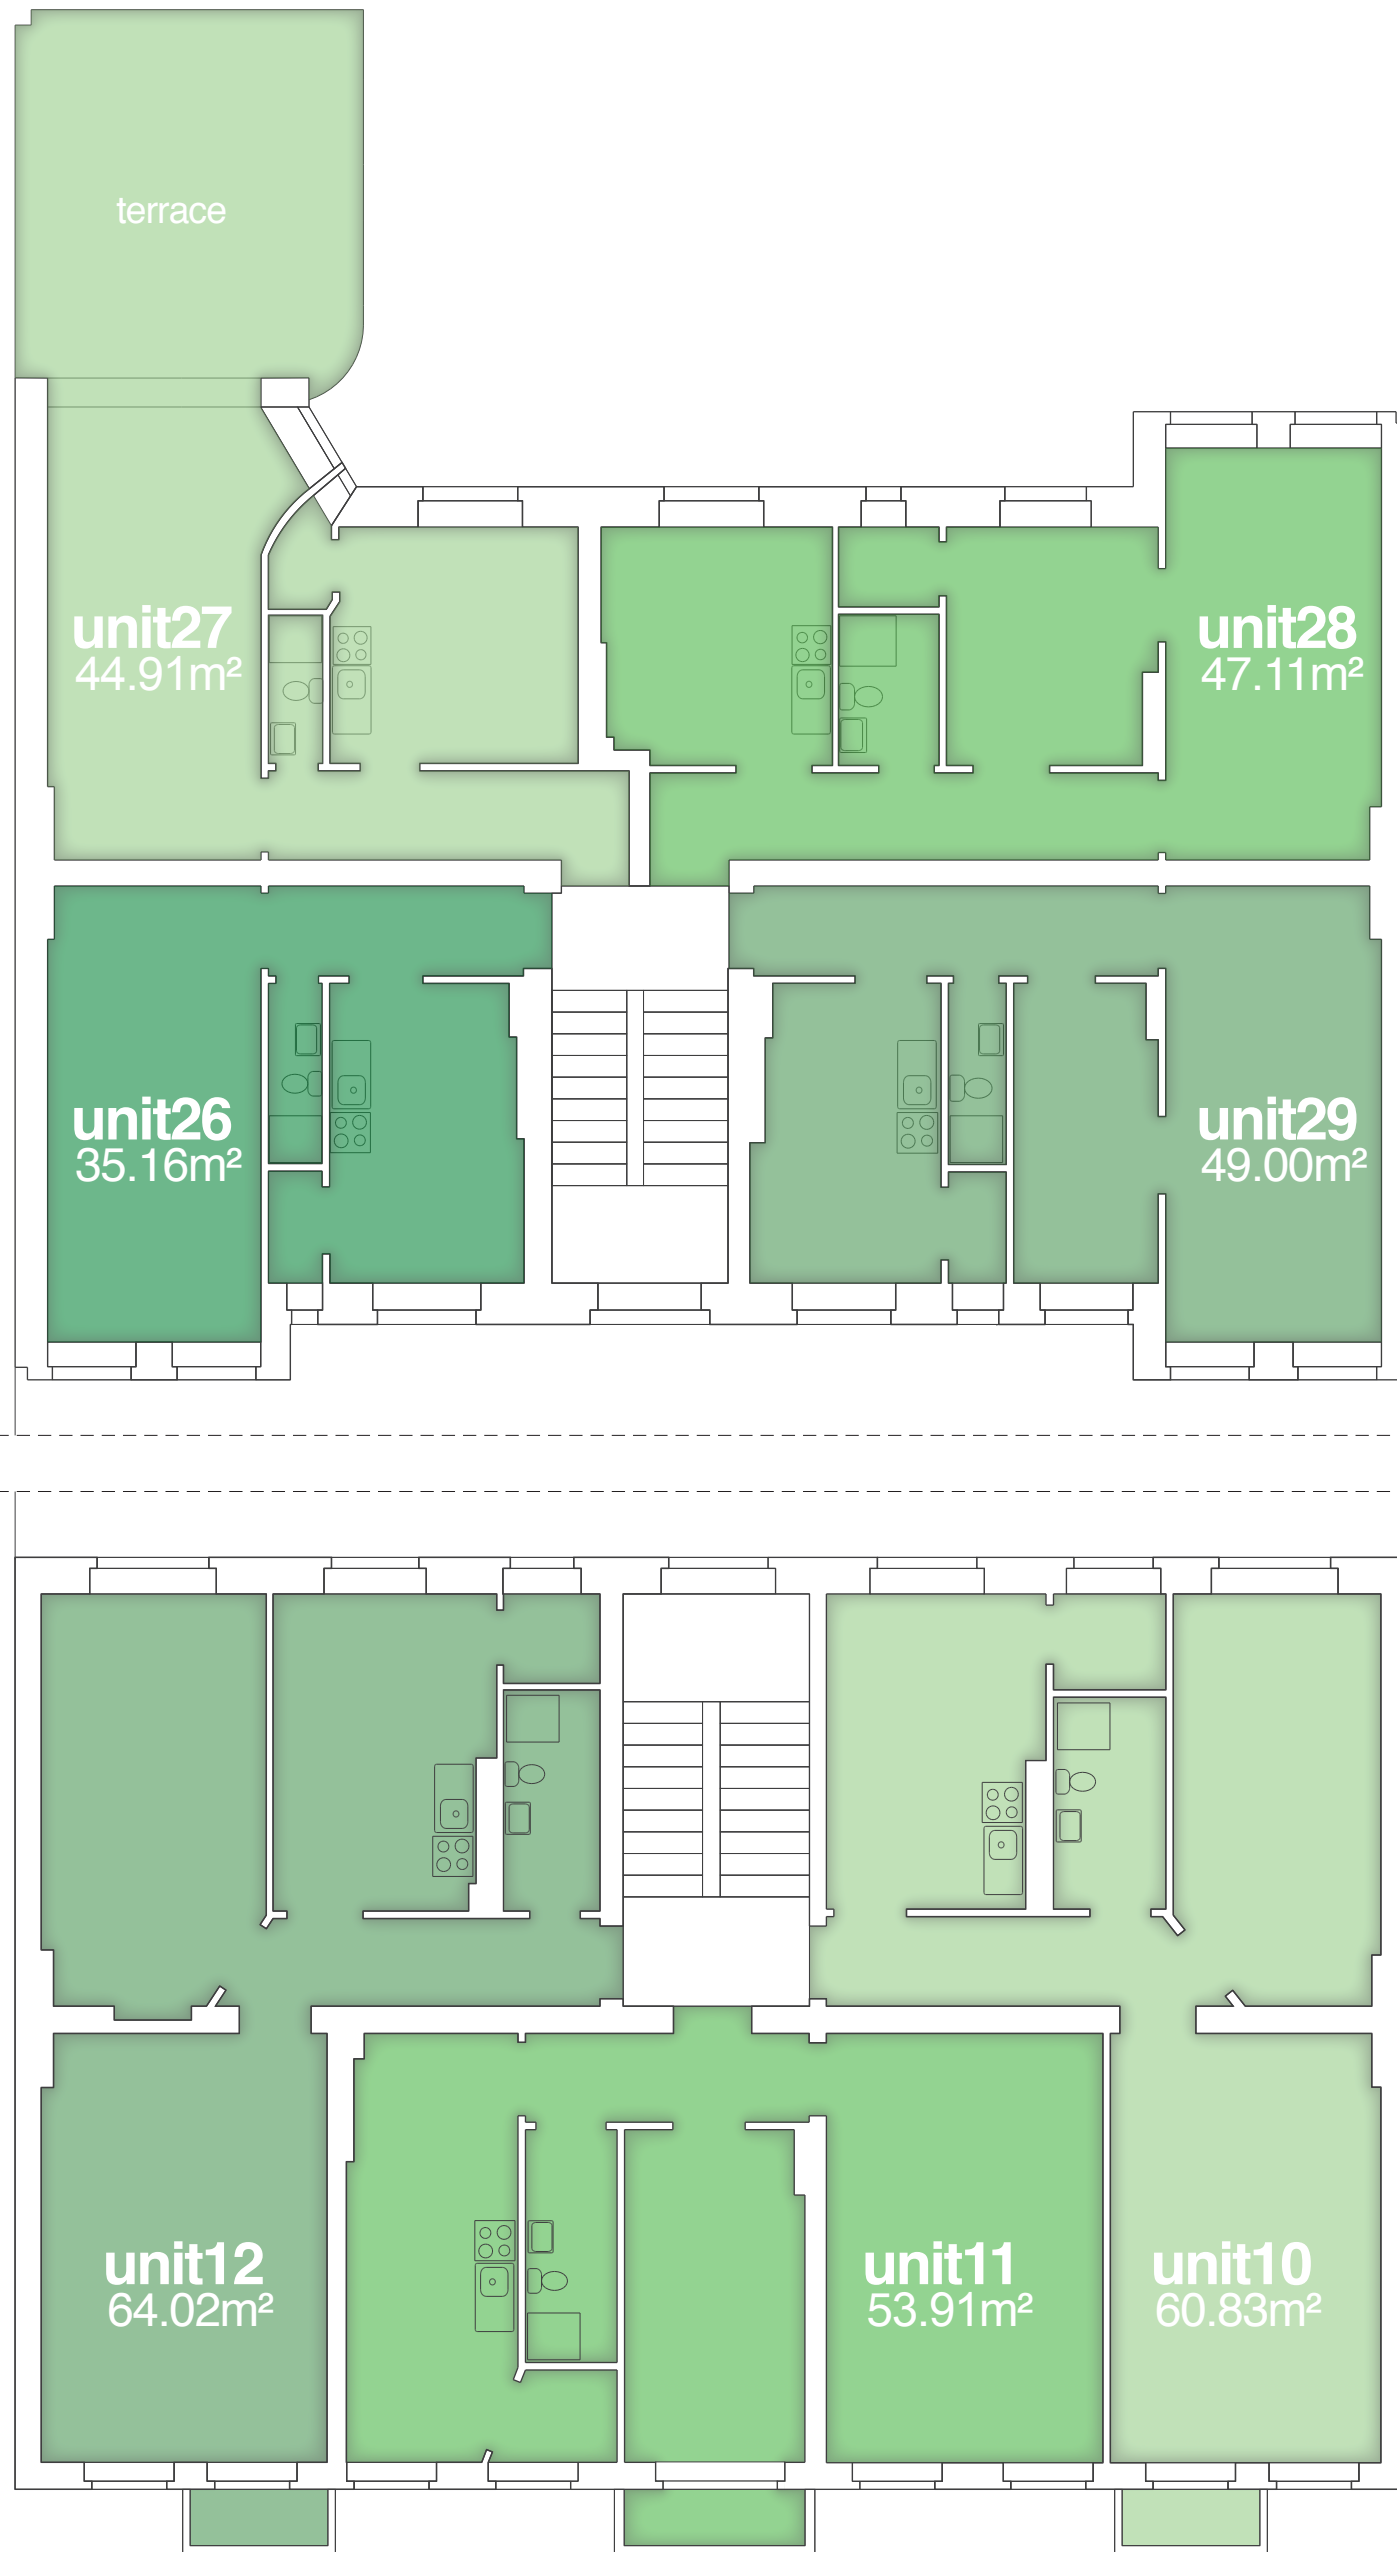 terrace
unit27
44.91m²
unit28
47.11m²
unit26
35.16m²
unit29
49.00m²
unit12
64.02m²
unit11
53.91m²
unit10
60.83m²